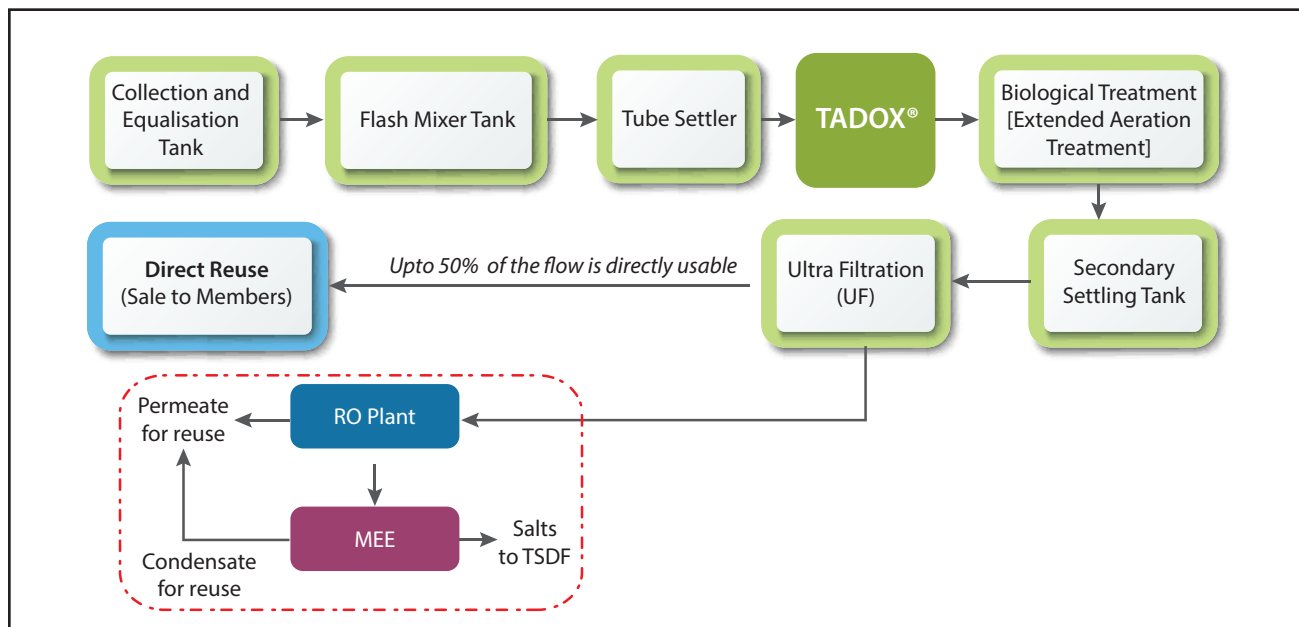 Collection and
Equalisation
Tank
Flash Mixer Tank
Tube Settler
TADOX®
Biological Treatment
[Extended Aeration
Treatment]
Direct Reuse
(Sale to Members)
Upto 50% of the flow is directly usable
Ultra Filtration
(UF)
Secondary
Settling Tank
Permeate
for reuse
RO Plant
MEE
Salts
to TSDF
Condensate
for reuse